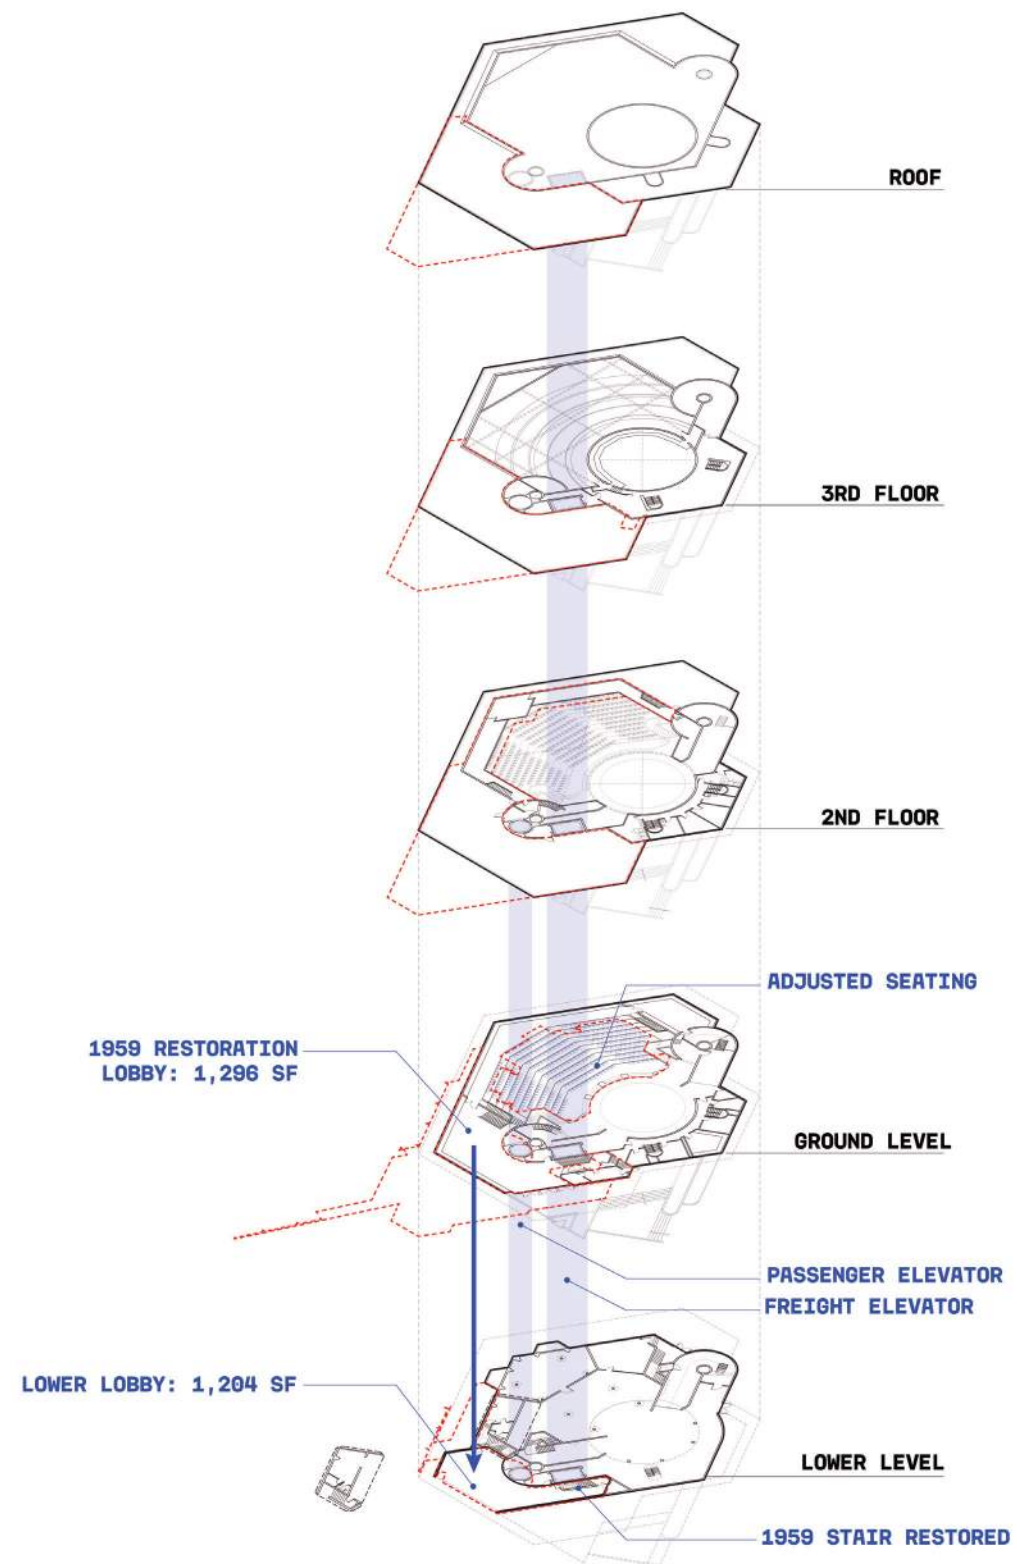 ROOF
3RD FLOOR
2ND FLOOR
ADJUSTED SEATING
1959 RESTORATION
LOBBY: 1,296 SF
GROUND LEVEL
PASSENGER ELEVATOR
FREIGHT ELEVATOR
LOWER LOBBY: 1,204 SF
LOWER LEVEL
1959 STAIR RESTORED